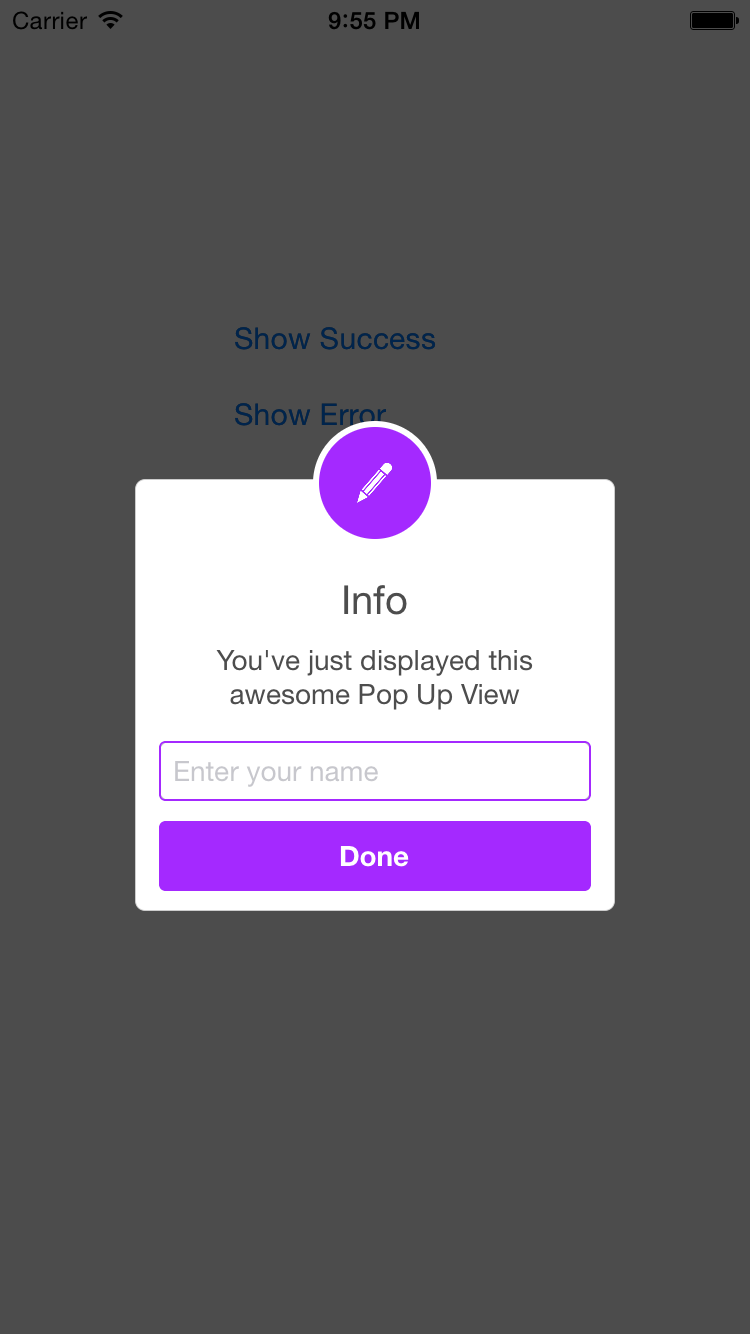 Carrier 9:55 PM
Show Success
Show Error
Info
You've just displayed this
awesome Pop Up View
Enter your name
Done